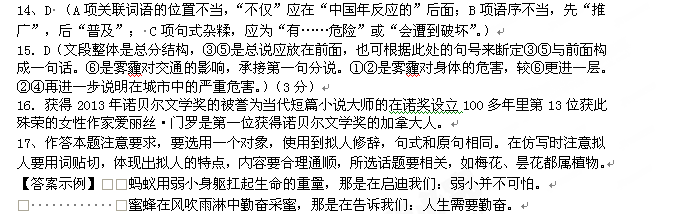 14、D·（A 项关联词语的位置不当，“不仅”应在“中国年反应的”后面；B 项语序不当，先“推
广”，后“普及”；·C 项句式杂糅，应为“有……危险”或“会遭到破坏”。）
15．D（文段整体是总分结构，③⑤是总说应放在前面，也可根据此处的句号来断定③⑤与前面构
成一句话。⑥是雾霾对交通的影响，承接第一句分说。①②是雾霾对身体的危害，较⑥更进一层。
②④再进一步说明在城市中的严重危害。）(3 分)
16．获得 2013 年诺贝尔文学奖的被誉为当代短篇小说大师的在诺奖设立 100 多年里第 13 位获此
殊荣的女性作家爱丽丝·门罗是第一位获得诺贝尔文学奖的加拿大人。
17、作答本题注意要求，要选用一个对象，使用到拟人修辞，句式和原句相同。在仿写时注意拟
人要用词贴切，体现出拟人的特点，内容要合理通顺，所选话题要相关，如梅花、昙花都属植物。
【答案示例】□□蚂蚁用弱小身躯扛起生命的重量，那是在启迪我们：弱小并不可怕。
□············□蜜蜂在风吹雨淋中勤奋采蜜，那是在告诉我们：人生需要勤奋。